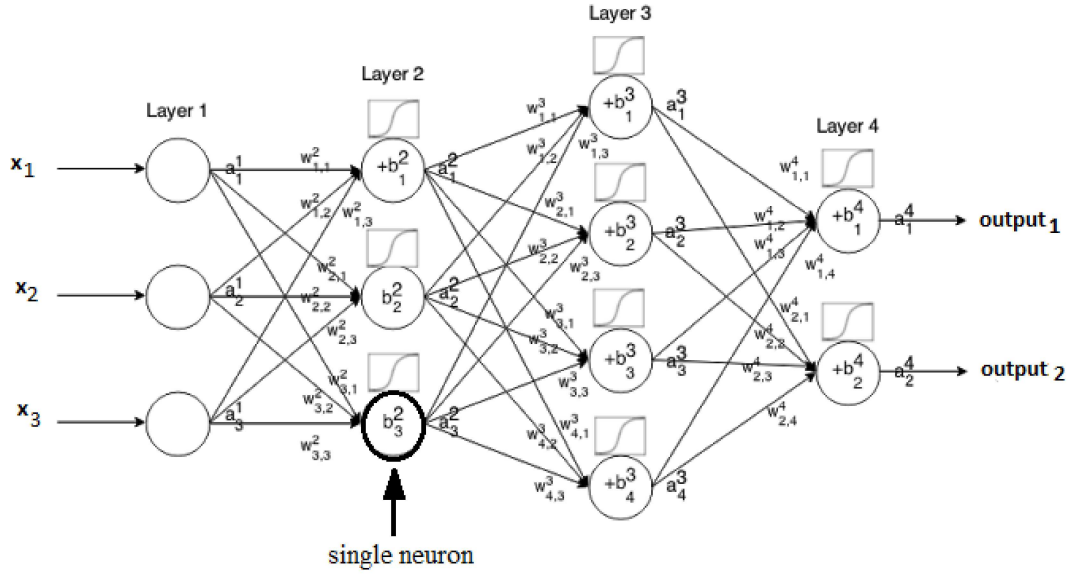 Layer 1
Layer 2
Layer 3
Layer 4
x₁
x₂
x₃
a¹₁
a¹₂
a¹₃
w²₁,₁
w²₁,₂
w²₁,₃
w²₂,₁
w²₂,₂
w²₂,₃
w²₃,₁
w²₃,₂
w²₃,₃
+b²₁
b²₂
b²₃
a²₁
a²₂
a²₃
w³₁,₁
w³₁,₂
w³₁,₃
w³₂,₁
w³₂,₂
w³₂,₃
w³₃,₁
w³₃,₂
w³₃,₃
w³₄,₁
w³₄,₂
w³₄,₃
+b³₁
+b³₂
+b³₃
+b³₄
a³₁
a³₂
a³₃
a³₄
w⁴₁,₁
w⁴₁,₂
w⁴₁,₃
w⁴₁,₄
w⁴₂,₁
w⁴₂,₂
w⁴₂,₃
w⁴₂,₄
+b⁴₁
+b⁴₂
a⁴₁
a⁴₂
output₁
output₂
single neuron